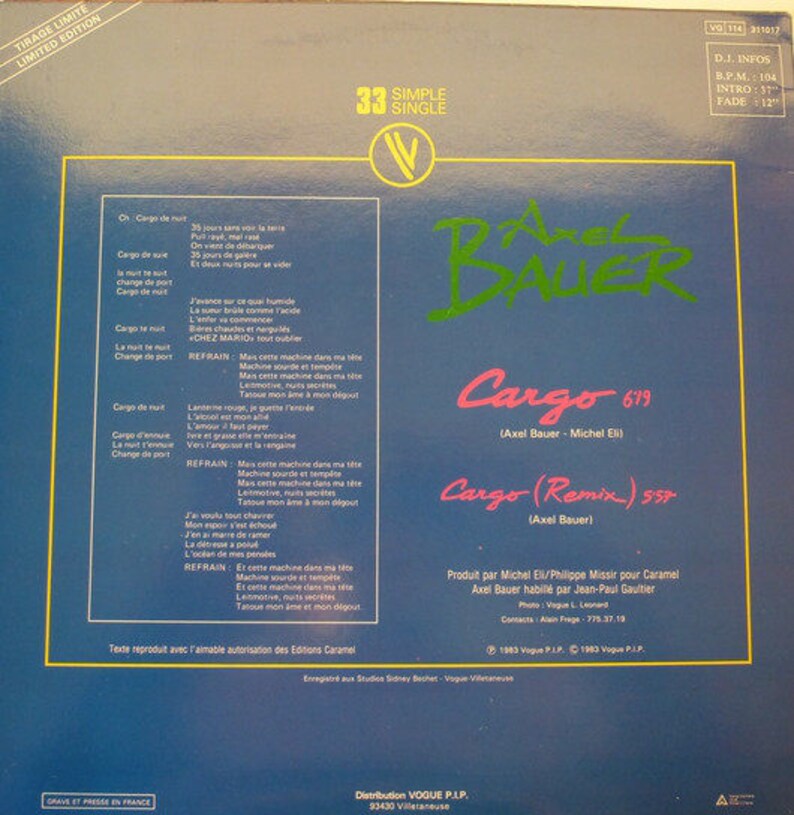 TIRAGE LIMITÉ
LIMITED EDITION
VG 114 311017
D.J. INFOS
B.P.M. : 104
INTRO : 37"
FADE : 12"
33 SIMPLE
SINGLE
Ch : Cargo de nuit
35 jours sans voir la terre
Pull rayé, mal rasé
On vient de débarquer
Cargo de suie 35 jours de galère
Et deux nuits pour se vider
la nuit te suit
change de port
Cargo de nuit
J'avance sur ce quai humide
La sueur brûle comme l'acide
L'enfer va commencer
Cargo te nuit Bières chaudes et narguilés
«CHEZ MARIO» tout oublier
La nuit te nuit
Change de port REFRAIN : Mais cette machine dans ma tête
Machine sourde et tempête
Mais cette machine dans ma tête
Leitmotive, nuits secrètes
Tatoue mon âme à mon dégout
Cargo de nuit Lanterne rouge, je guette l'entrée
L'alcool est mon allié
L'amour il faut payer
Cargo d'ennuie Ivre et grasse elle m'entraine
La nuit t'ennuie Vers l'angoisse et la rengaine
Change de port
REFRAIN : Mais cette machine dans ma tête
Machine sourde et tempête
Mais cette machine dans ma tête
Leitmotive, nuits secrètes
Tatoue mon âme à mon dégout
J'ai voulu tout chavirer
Mon espoir s'est échoué
J'en ai marre de ramer
La détresse a polué
L'océan de mes pensées
REFRAIN : Et cette machine dans ma tête
Machine sourde et tempête
Et cette machine dans ma tête
Leitmotive, nuits secrètes
Tatoue mon âme et mon dégout
Texte reproduit avec l'aimable autorisation des Editions Caramel
Axel
BAUER
Cargo 6'19
(Axel Bauer - Michel Eli)
Cargo (Remix) 5'57
(Axel Bauer)
Produit par Michel Eli/Philippe Missir pour Caramel
Axel Bauer habillé par Jean-Paul Gaultier
Photo : Vogue L. Leonard
Contacts : Alain Frege - 775.37.19
℗ 1983 Vogue P.I.P. © 1983 Vogue P.I.P.
Enregistré aux Studios Sidney Bechet - Vogue-Villetaneuse
GRAVE ET PRESSE EN FRANCE
Distribution VOGUE P.I.P.
93430 Villetaneuse